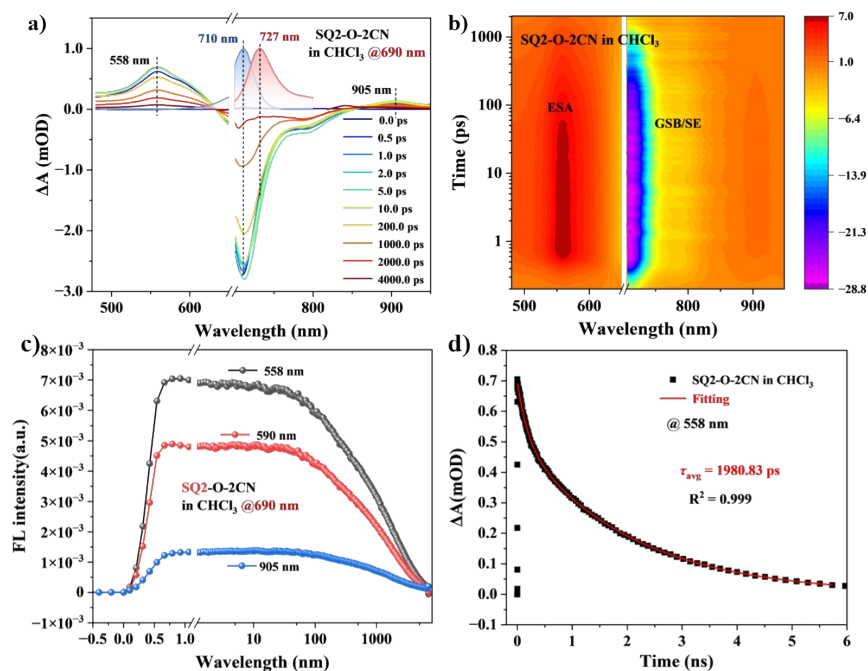 a)
710 nm
727 nm
SQ2-O-2CN
in CHCl₃ @690 nm
558 nm
905 nm
0.0 ps
0.5 ps
1.0 ps
2.0 ps
5.0 ps
10.0 ps
200.0 ps
1000.0 ps
2000.0 ps
4000.0 ps
1.0
0.0
-1.0
-2.0
-3.0
ΔA (mOD)
500
600
700
800
900
Wavelength (nm)
b)
SQ2-O-2CN in CHCl₃
ESA
GSB/SE
1000
100
10
1
Time (ps)
500
600
700
800
900
Wavelength (nm)
7.0
1.0
-6.4
-13.9
-21.3
-28.8
c)
558 nm
590 nm
SQ2-O-2CN
in CHCl₃ @690 nm
905 nm
8×10⁻³
7×10⁻³
6×10⁻³
5×10⁻³
4×10⁻³
3×10⁻³
2×10⁻³
1×10⁻³
0
−1×10⁻³
FL intensity(a.u.)
-0.5
0.0
0.5
1.0
10
100
1000
Wavelength (nm)
d)
SQ2-O-2CN in CHCl₃
Fitting
@ 558 nm
τavg = 1980.83 ps
R² = 0.999
0.8
0.7
0.6
0.5
0.4
0.3
0.2
0.1
0.0
-0.1
ΔA(mOD)
0
1
2
3
4
5
6
Time (ns)